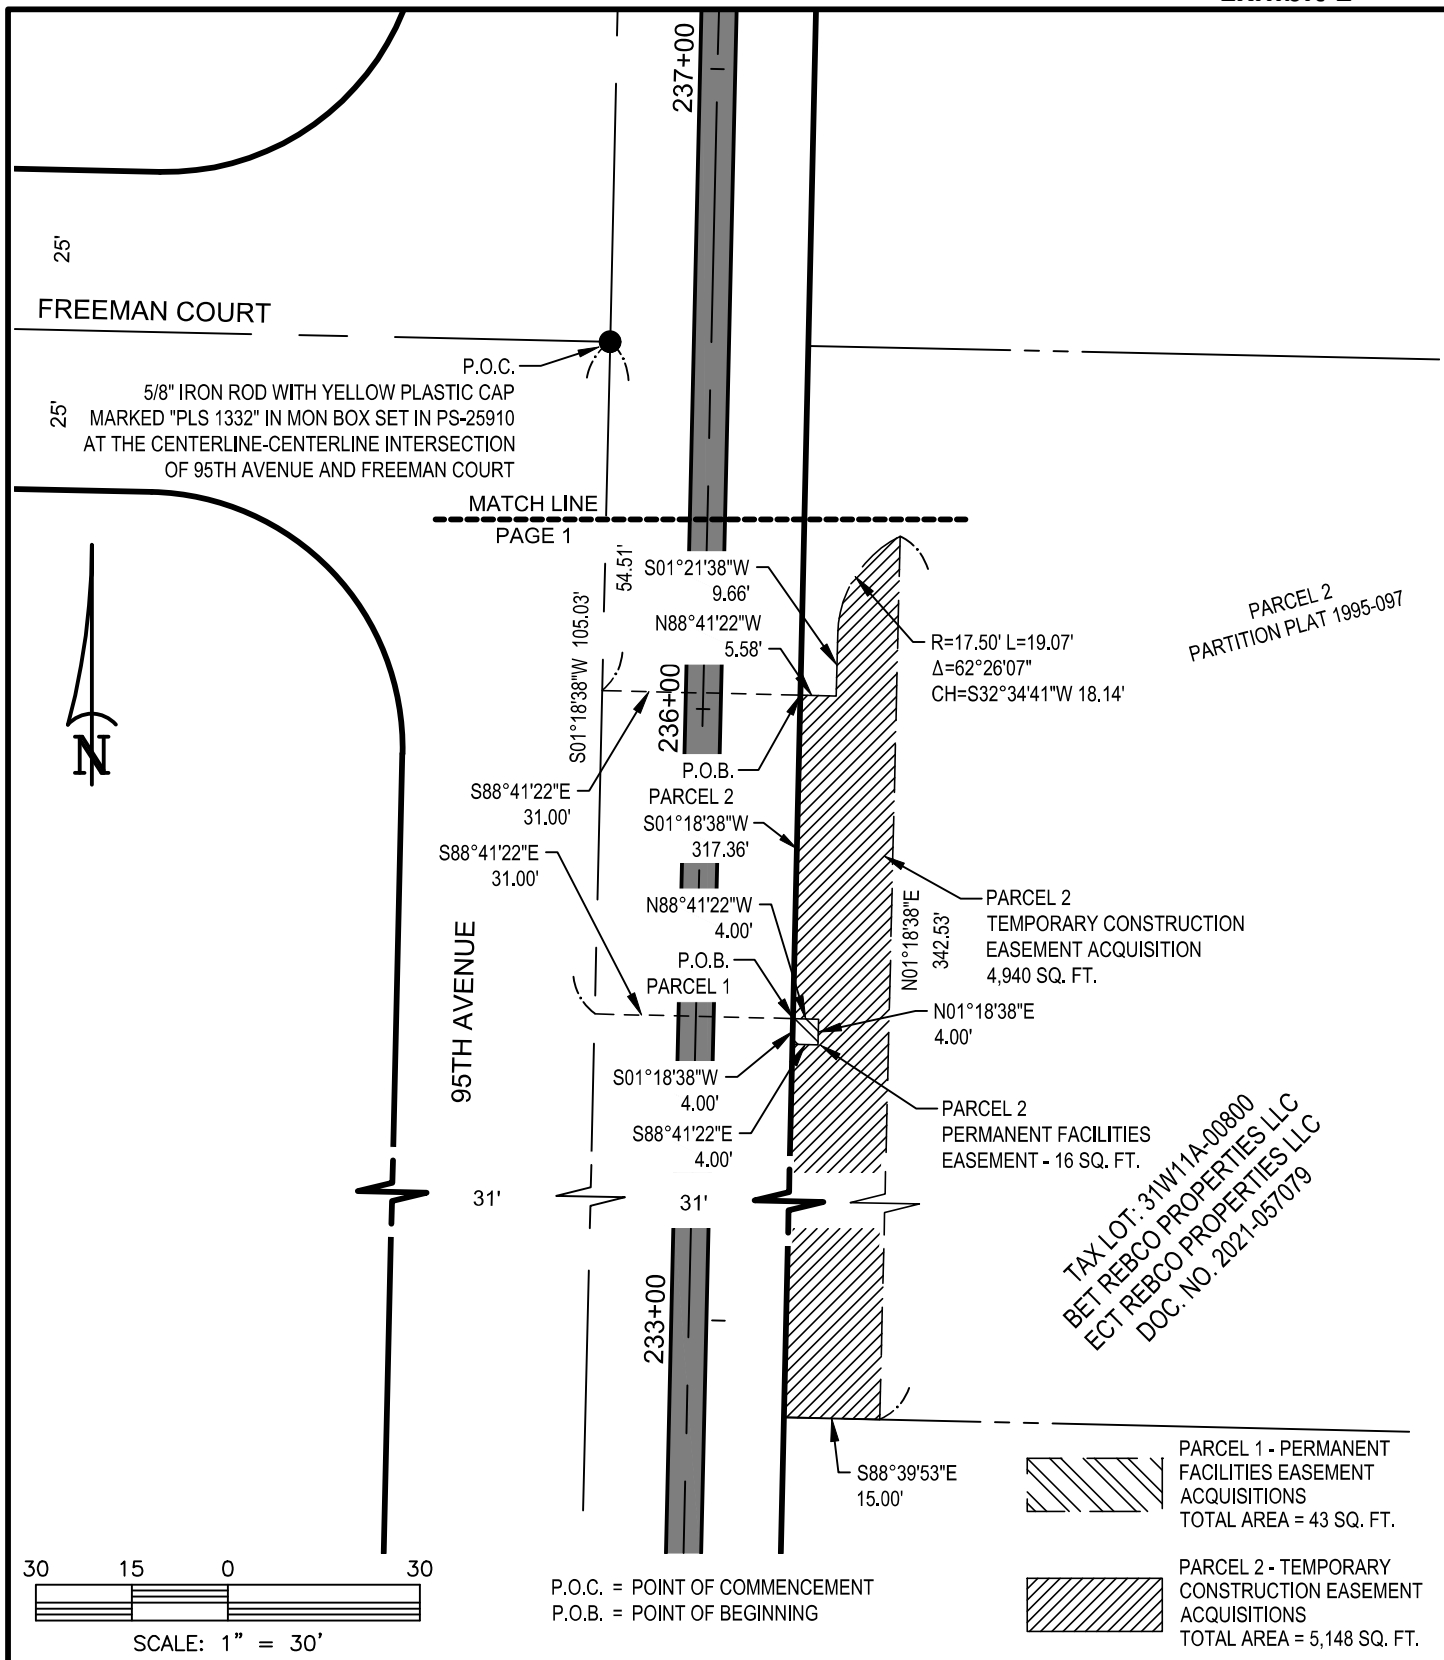 237+00
25'
FREEMAN COURT
P.O.C.
5/8" IRON ROD WITH YELLOW PLASTIC CAP
MARKED "PLS 1332" IN MON BOX SET IN PS-25910
AT THE CENTERLINE-CENTERLINE INTERSECTION
OF 95TH AVENUE AND FREEMAN COURT
25'
MATCH LINE
PAGE 1
54.51'
S01°18'38"W 105.03'
S01°21'38"W
9.66'
N88°41'22"W
5.58'
R=17.50' L=19.07'
Δ=62°26'07"
CH=S32°34'41"W 18.14'
PARCEL 2
PARTITION PLAT 1995-097
236+00
N
P.O.B.
PARCEL 2
S88°41'22"E
31.00'
S01°18'38"W
317.36'
S88°41'22"E
31.00'
N88°41'22"W
4.00'
P.O.B.
PARCEL 1
N01°18'38"E
342.53'
PARCEL 2
TEMPORARY CONSTRUCTION
EASEMENT ACQUISITION
4,940 SQ. FT.
N01°18'38"E
4.00'
95TH AVENUE
S01°18'38"W
4.00'
S88°41'22"E
4.00'
PARCEL 2
PERMANENT FACILITIES
EASEMENT - 16 SQ. FT.
31'
31'
TAX LOT: 31W11A-00800
BET REBCO PROPERTIES LLC
ECT REBCO PROPERTIES LLC
DOC. NO. 2021-057079
233+00
S88°39'53"E
15.00'
PARCEL 1 - PERMANENT
FACILITIES EASEMENT
ACQUISITIONS
TOTAL AREA = 43 SQ. FT.
PARCEL 2 - TEMPORARY
CONSTRUCTION EASEMENT
ACQUISITIONS
TOTAL AREA = 5,148 SQ. FT.
30 15 0 30
SCALE: 1" = 30'
P.O.C. = POINT OF COMMENCEMENT
P.O.B. = POINT OF BEGINNING